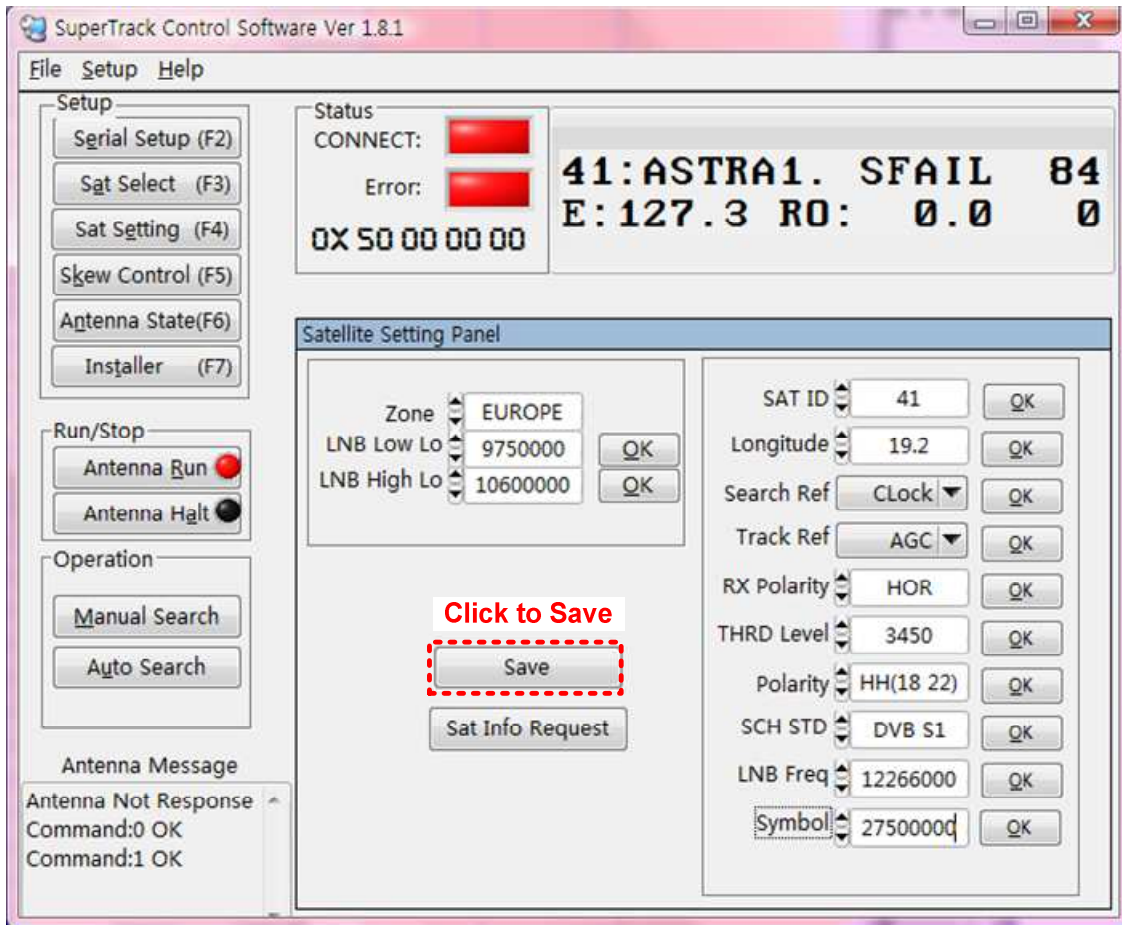 SuperTrack Control Software Ver 1.8.1
File Setup Help
Setup
Serial Setup (F2)
Sat Select (F3)
Sat Setting (F4)
Skew Control (F5)
Antenna State(F6)
Installer (F7)
Run/Stop
Antenna Run
Antenna Halt
Operation
Manual Search
Auto Search
Antenna Message
Antenna Not Response
Command:0 OK
Command:1 OK
Status
CONNECT:
Error:
0X 50 00 00 00
41:ASTRA1. SFAIL 84
E:127.3 RO: 0.0 0
Satellite Setting Panel
Zone EUROPE
LNB Low Lo 9750000 OK
LNB High Lo 10600000 OK
Click to Save
Save
Sat Info Request
SAT ID 41 OK
Longitude 19.2 OK
Search Ref CLock OK
Track Ref AGC OK
RX Polarity HOR OK
THRD Level 3450 OK
Polarity HH(18 22) OK
SCH STD DVB S1 OK
LNB Freq 12266000 OK
Symbol 27500000 OK